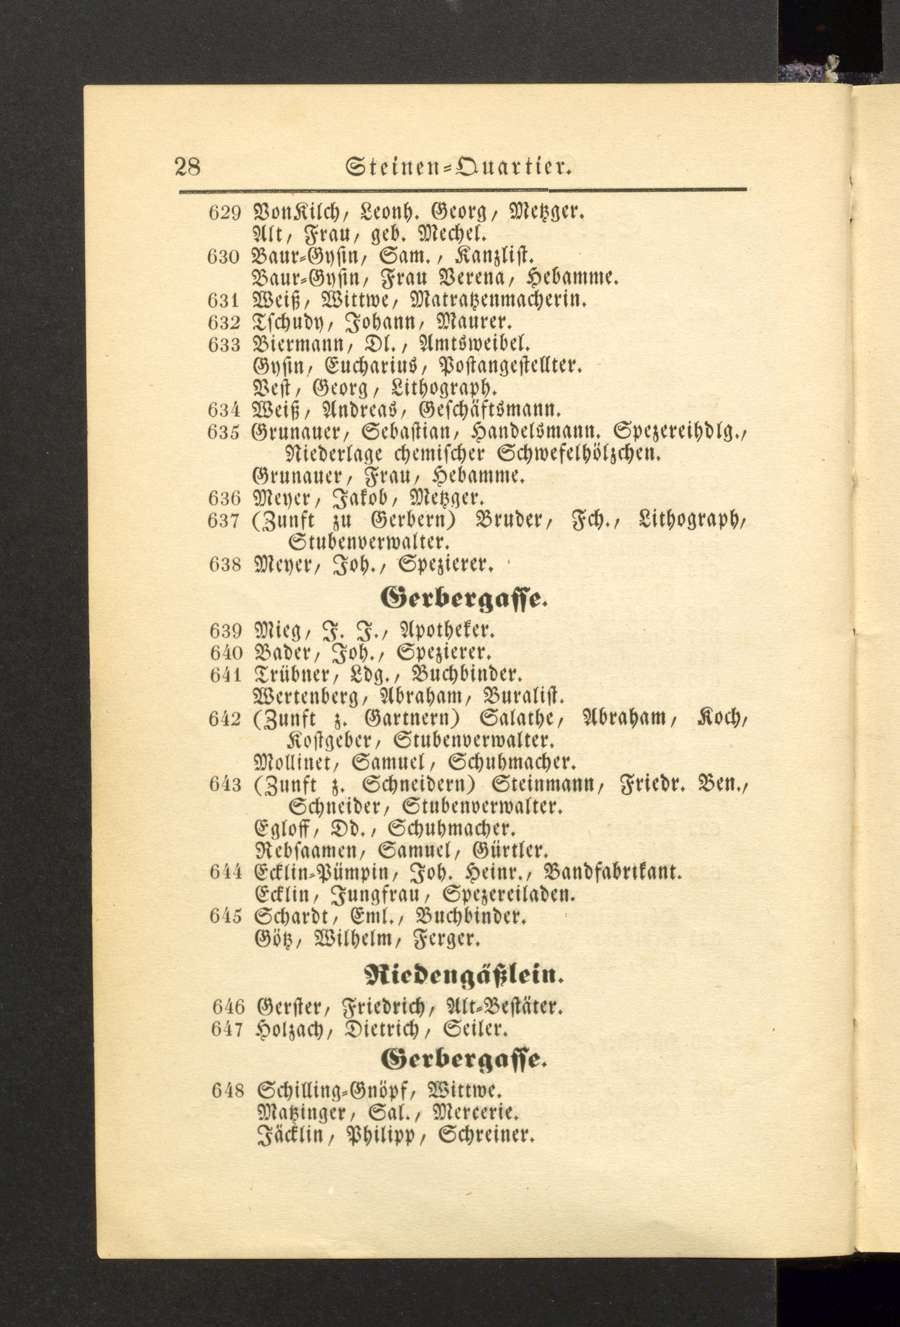 28 Steinen-Quartier.
629 VonKilch, Leonh. Georg, Metzger.
Alt, Frau, geb. Mechel.
630 Baur-Gysin, Sam., Kanzlist.
Baur-Gysin, Frau Verena, Hebamme.
631 Weiß, Wittwe, Matratzenmacherin.
632 Tschudy, Johann, Maurer.
633 Biermann, Dl., Amtsweibel.
Gysin, Eucharius, Postangestellter.
Vest, Georg, Lithograph.
634 Weiß, Andreas, Geschäftsmann.
635 Grunauer, Sebastian, Handelsmann. Spezereihdlg.,
Niederlage chemischer Schwefelhölzchen.
Grunauer, Frau, Hebamme.
636 Meyer, Jakob, Metzger.
637 (Zunft zu Gerbern) Bruder, Fch., Lithograph,
Stubenverwalter.
638 Meyer, Joh., Spezierer.
Gerbergasse.
639 Mieg, J. J., Apotheker.
640 Bader, Joh., Spezierer.
641 Trübner, Ldg., Buchbinder.
Wertenberg, Abraham, Buralist.
642 (Zunft z. Gartnern) Salathe, Abraham, Koch,
Kostgeber, Stubenverwalter.
Mollinet, Samuel, Schuhmacher.
643 (Zunft z. Schneidern) Steinmann, Friedr. Ben.,
Schneider, Stubenverwalter.
Egloff, Dd., Schuhmacher.
Rebsaamen, Samuel, Gürtler.
644 Ecklin-Pümpin, Joh. Heinr., Bandfabrikant.
Ecklin, Jungfrau, Spezereiladen.
645 Schardt, Eml., Buchbinder.
Götz, Wilhelm, Ferger.
Riedengäßlein.
646 Gerster, Friedrich, Alt-Bestäter.
647 Holzach, Dietrich, Seiler.
Gerbergasse.
648 Schilling-Gnöpf, Wittwe.
Matzinger, Sal., Mercerie.
Jäcklin, Philipp, Schreiner.